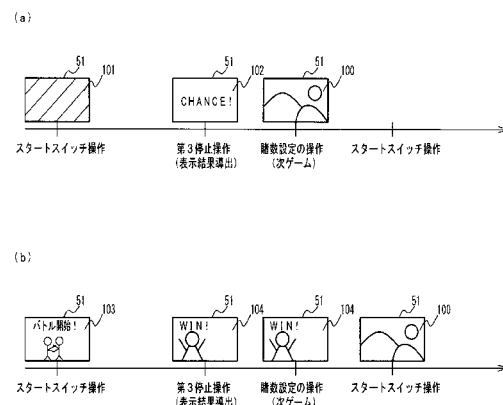 (a)
51
101
51
102
CHANCE!
51
100
スタートスイッチ操作
第3停止操作
(表示結果導出)
賭数設定の操作
(次ゲーム)
スタートスイッチ操作
(b)
51
103
バトル開始!
51
104
WIN!
51
104
WIN!
51
100
スタートスイッチ操作
第3停止操作
(表示結果導出)
賭数設定の操作
(次ゲーム)
スタートスイッチ操作